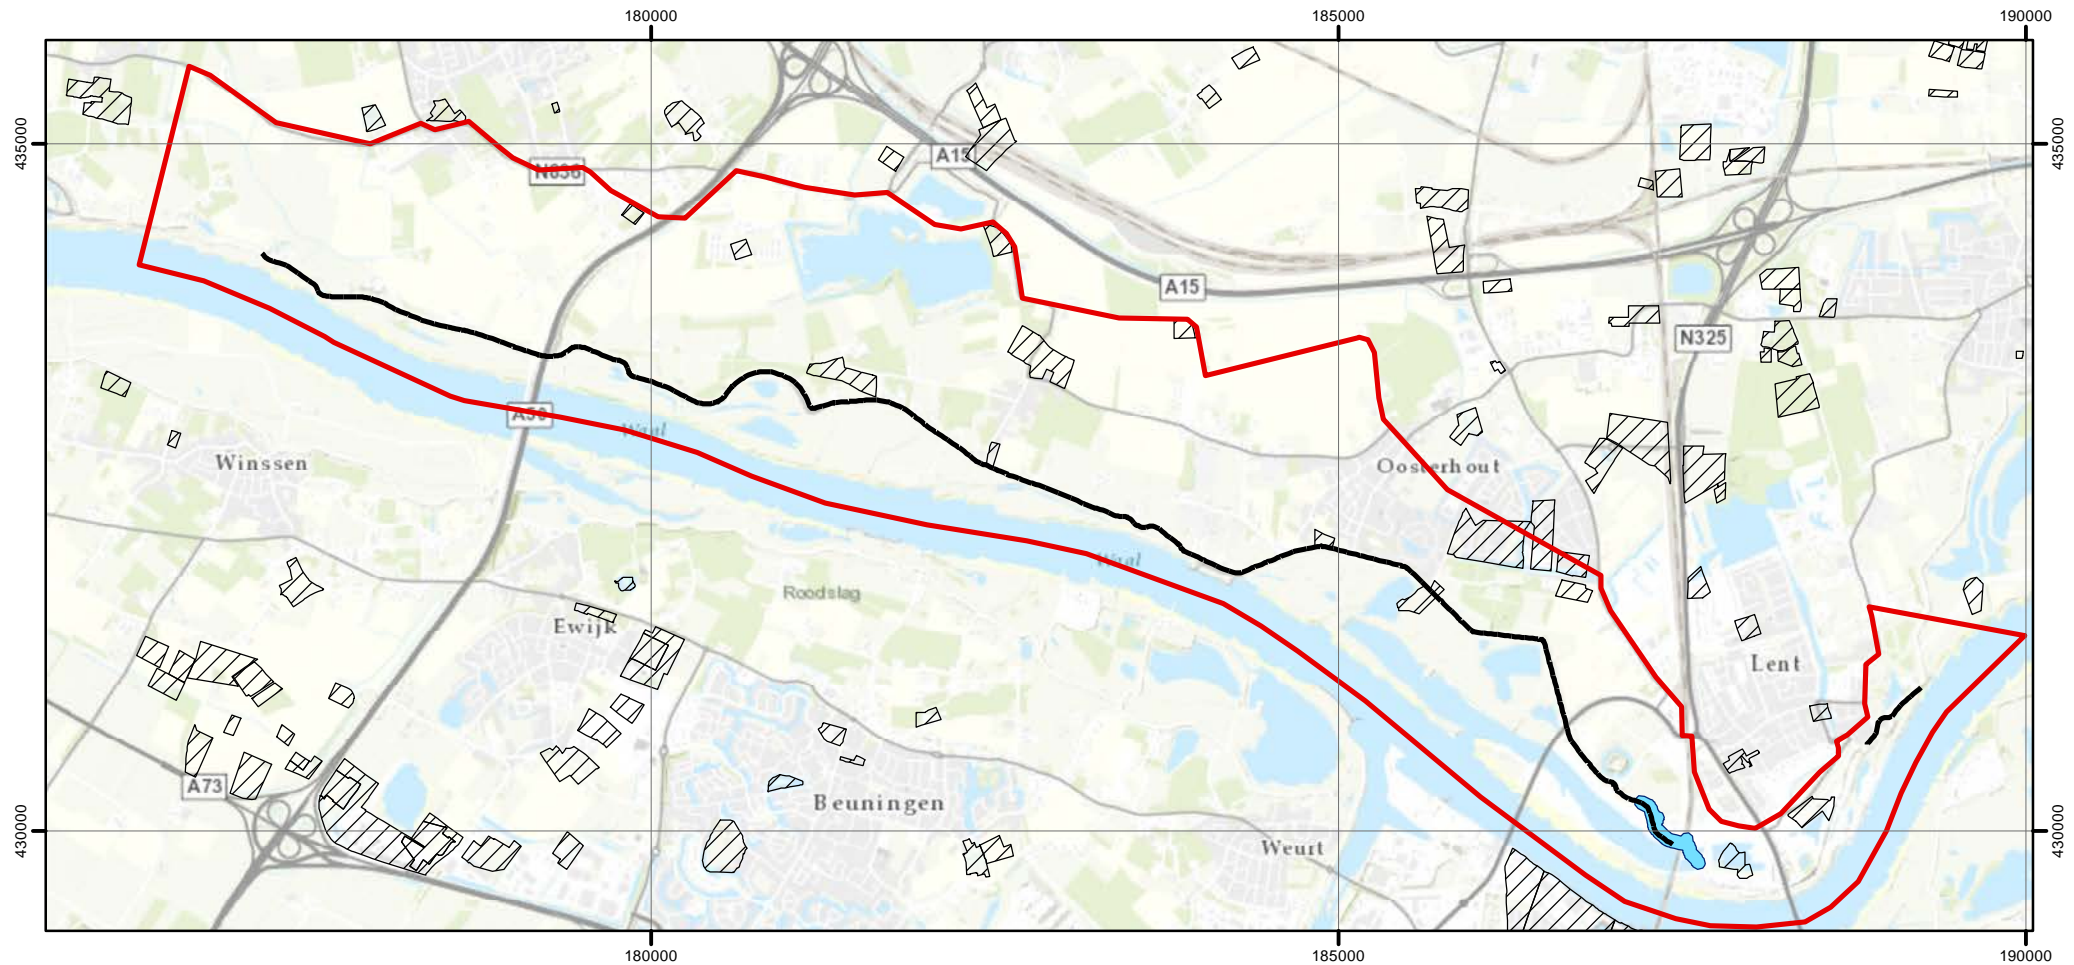 180000
185000
190000
435000
435000
A15
N836
A15
N325
A50
Waal
Winssen
Oosterhout
Waal
Roodslag
Ewijk
Lent
A73
Beuningen
Weurt
430000
430000
180000
185000
190000